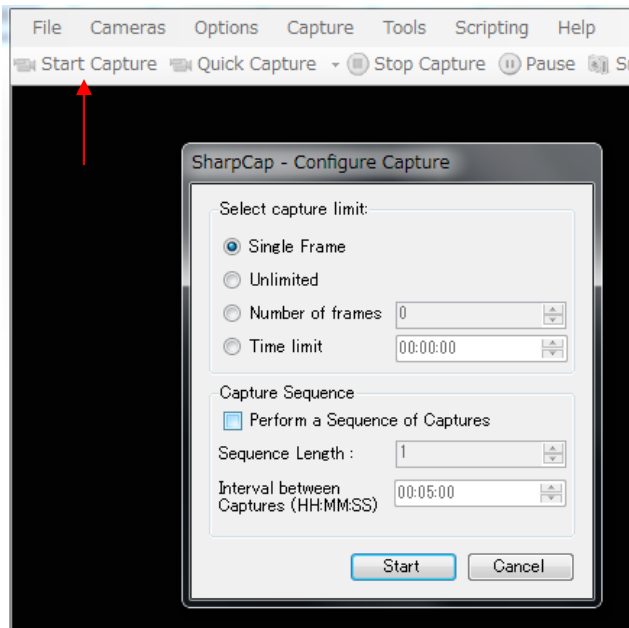 File Cameras Options Capture Tools Scripting Help
Start Capture Quick Capture Stop Capture Pause
SharpCap - Configure Capture
Select capture limit:
Single Frame
Unlimited
Number of frames 0
Time limit 00:00:00
Capture Sequence
Perform a Sequence of Captures
Sequence Length : 1
Interval between 00:05:00
Captures (HH:MM:SS)
Start Cancel